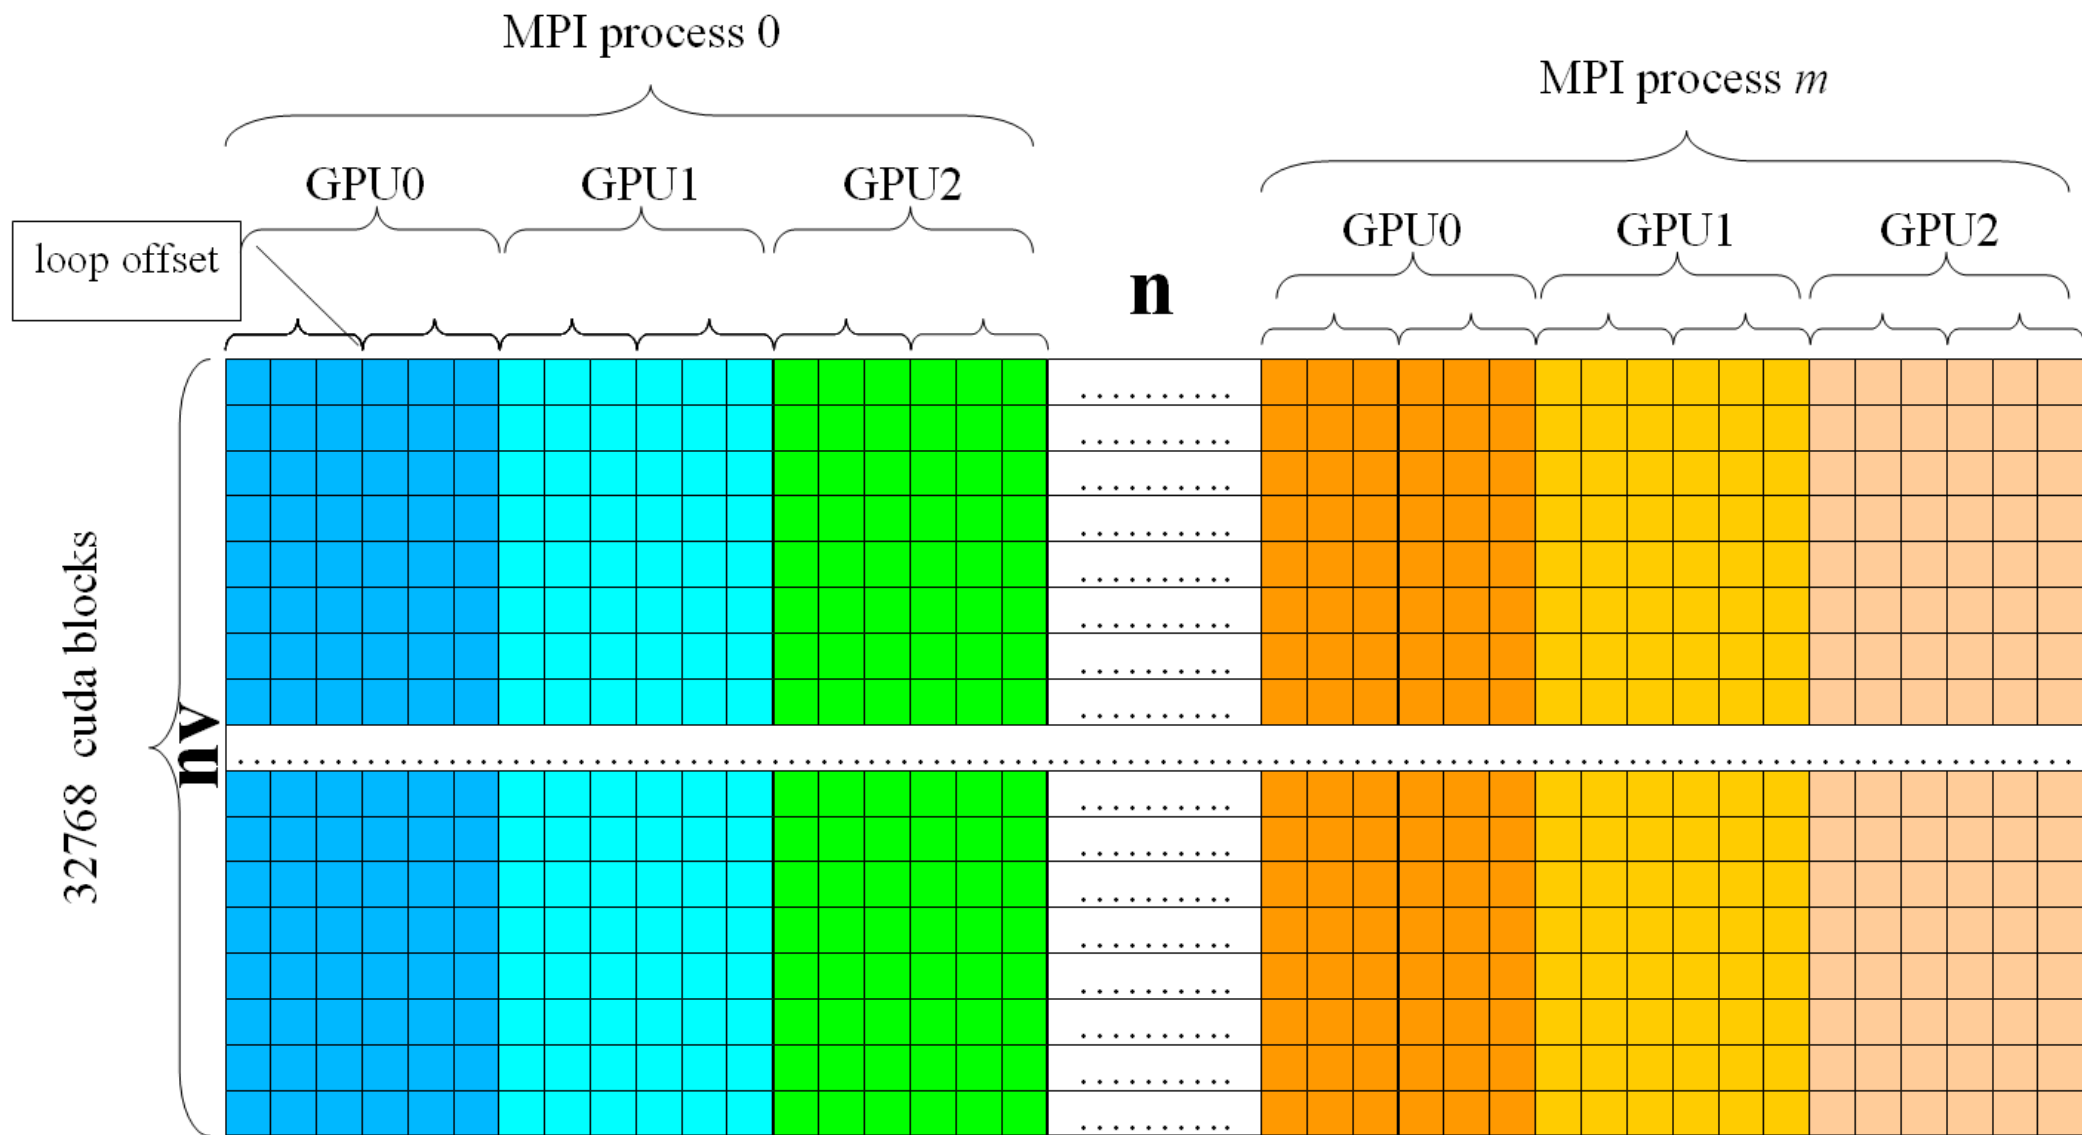 MPI process 0
MPI process m
GPU0 GPU1 GPU2
GPU0 GPU1 GPU2
loop offset
n
32768 cuda blocks
nv